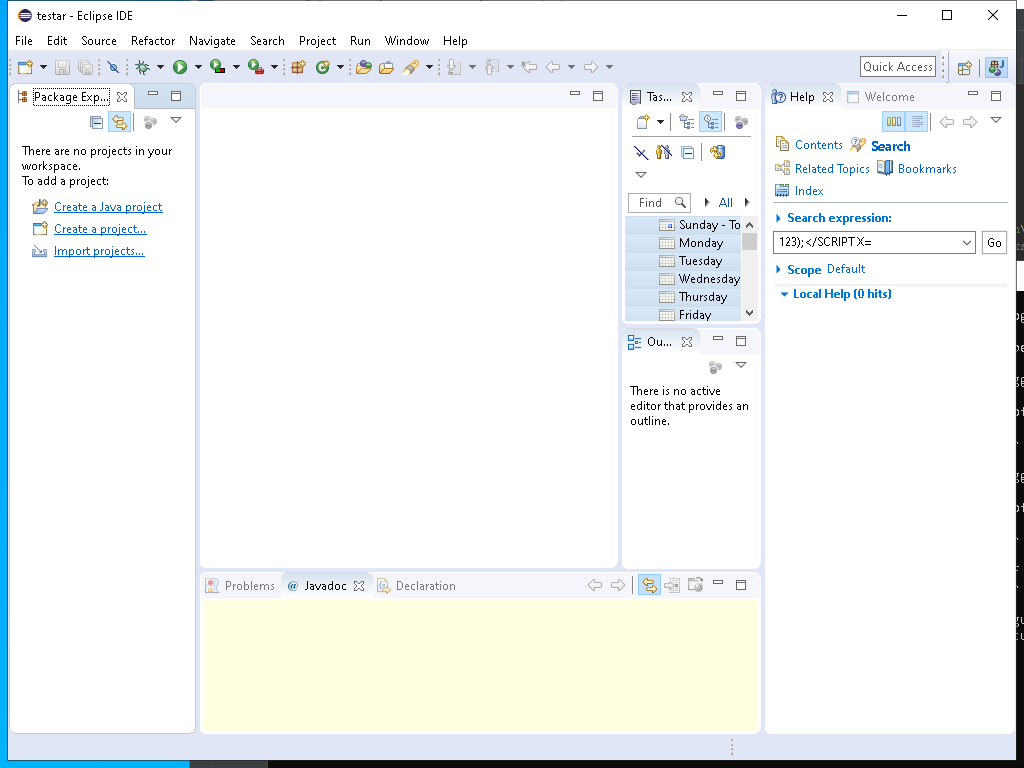 testar - Eclipse IDE
File Edit Source Refactor Navigate Search Project Run Window Help
Quick Access
Package Exp...
There are no projects in your
workspace.
To add a project:
Create a Java project
Create a project...
Import projects...
Tas...
Find
All
Sunday - To
Monday
Tuesday
Wednesday
Thursday
Friday
Ou...
There is no active
editor that provides an
outline.
Help Welcome
Contents Search
Related Topics Bookmarks
Index
Search expression:
123);</SCRIPTX=
Go
Scope Default
Local Help (0 hits)
Problems @ Javadoc Declaration